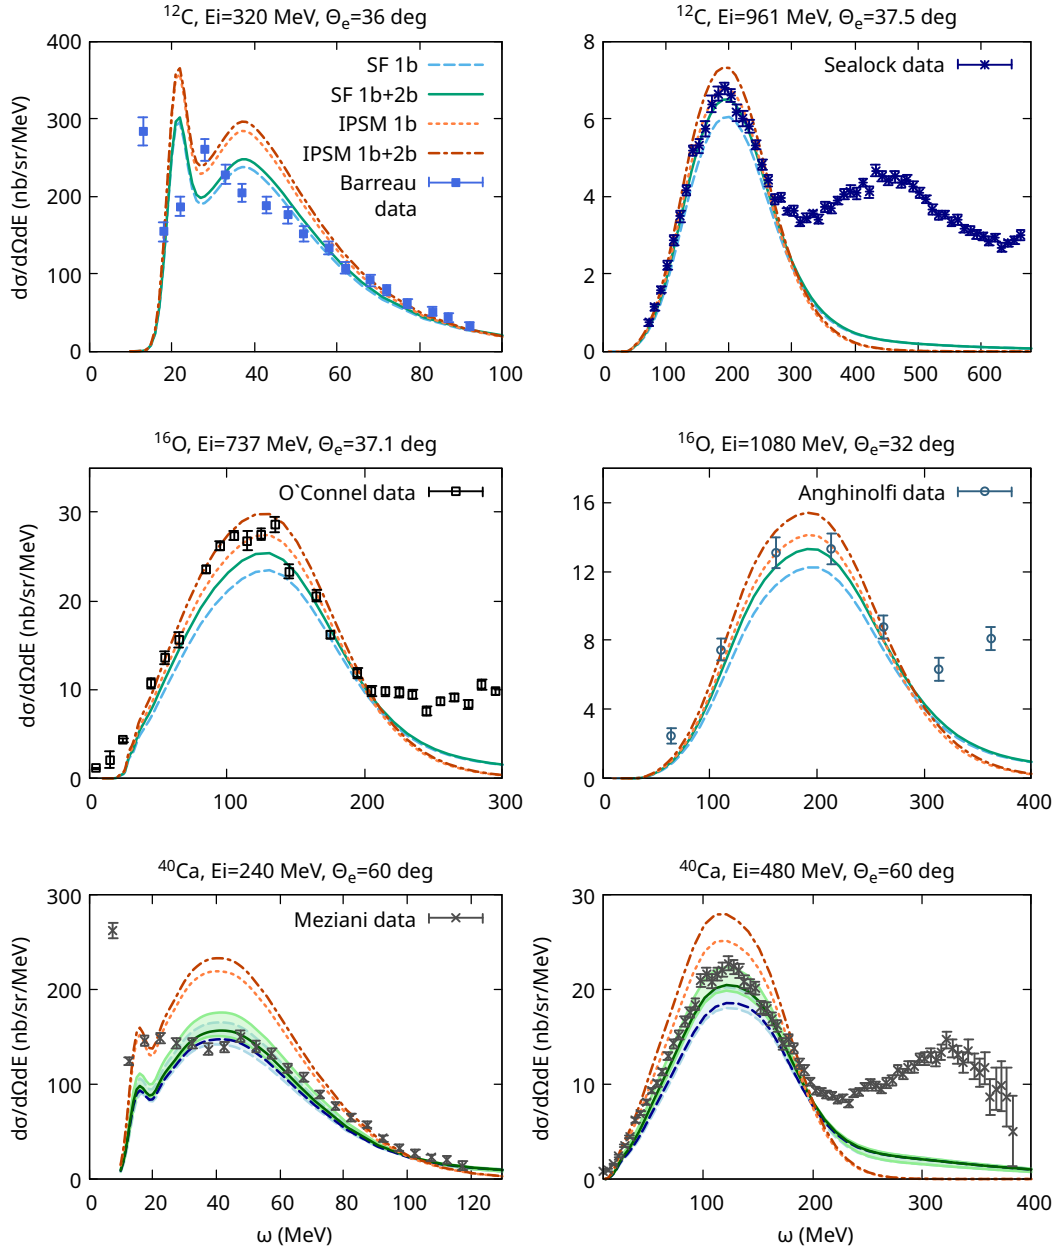 ¹²C, Ei=320 MeV, Θₑ=36 deg
dσ/dΩdE (nb/sr/MeV)
400
300
200
100
0
0 20 40 60 80 100
SF 1b
SF 1b+2b
IPSM 1b
IPSM 1b+2b
Barreau
data
¹²C, Ei=961 MeV, Θₑ=37.5 deg
8
6
4
2
0
0 100 200 300 400 500 600
Sealock data
¹⁶O, Ei=737 MeV, Θₑ=37.1 deg
dσ/dΩdE (nb/sr/MeV)
30
20
10
0
0 100 200 300
O`Connel data
¹⁶O, Ei=1080 MeV, Θₑ=32 deg
16
12
8
4
0
0 100 200 300 400
Anghinolfi data
⁴⁰Ca, Ei=240 MeV, Θₑ=60 deg
dσ/dΩdE (nb/sr/MeV)
300
200
100
0
0 20 40 60 80 100 120
ω (MeV)
Meziani data
⁴⁰Ca, Ei=480 MeV, Θₑ=60 deg
dσ/dΩdE (nb/sr/MeV)
30
20
10
0
0 100 200 300 400
ω (MeV)